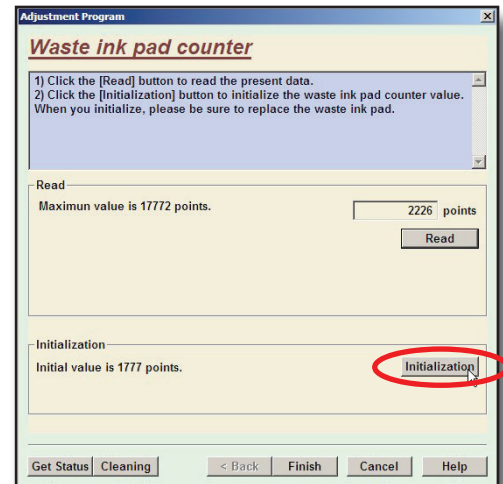 Adjustment Program
Waste ink pad counter
1) Click the [Read] button to read the present data.
2) Click the [Initialization] button to initialize the waste ink pad counter value.
When you initialize, please be sure to replace the waste ink pad.
Read
Maximun value is 17772 points.
2226 points
Read
Initialization
Initial value is 1777 points.
Initialization
Get Status Cleaning < Back Finish Cancel Help